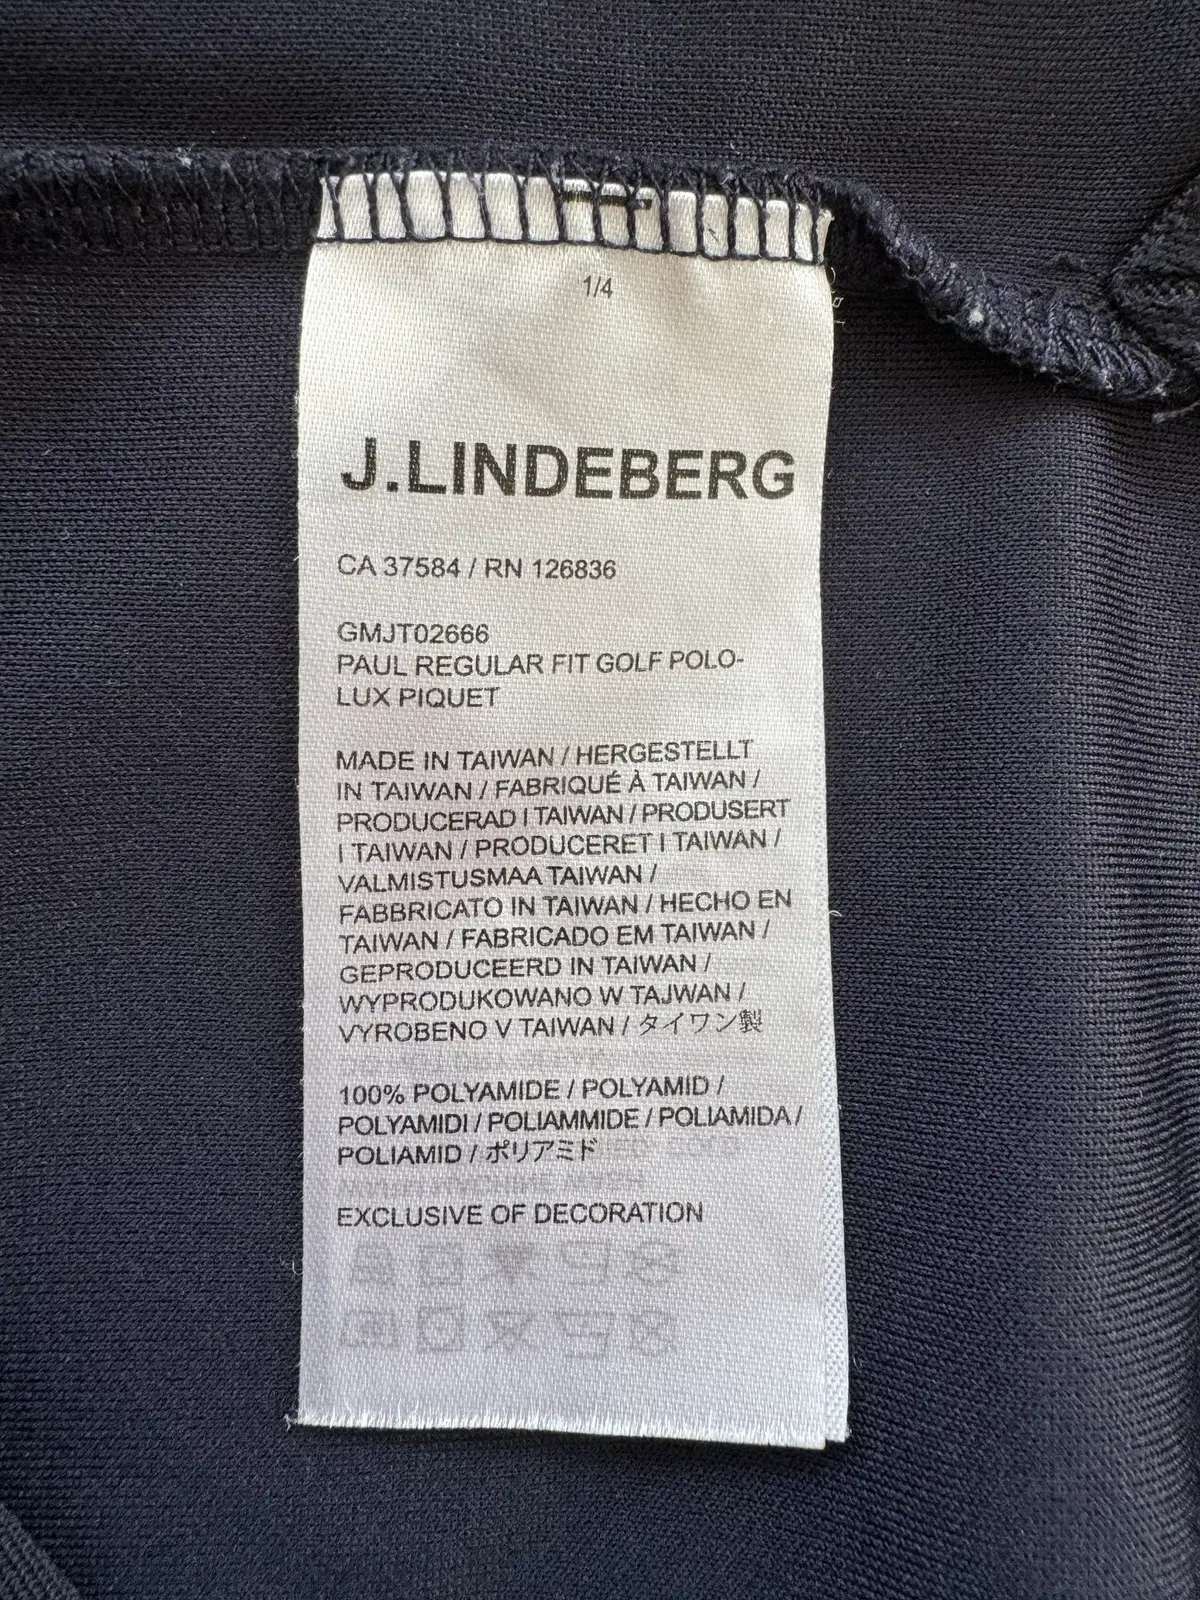 1/4
J.LINDEBERG
CA 37584 / RN 126836
GMJT02666
PAUL REGULAR FIT GOLF POLO-
LUX PIQUET
MADE IN TAIWAN / HERGESTELLT
IN TAIWAN / FABRIQUÉ À TAIWAN /
PRODUCERAD I TAIWAN / PRODUSERT
I TAIWAN / PRODUCERET I TAIWAN /
VALMISTUSMAA TAIWAN /
FABBRICATO IN TAIWAN / HECHO EN
TAIWAN / FABRICADO EM TAIWAN /
GEPRODUCEERD IN TAIWAN /
WYPRODUKOWANO W TAJWAN /
VYROBENO V TAIWAN / タイワン製
100% POLYAMIDE / POLYAMID /
POLYAMIDI / POLIAMMIDE / POLIAMIDA /
POLIAMID / ポリアミド
EXCLUSIVE OF DECORATION